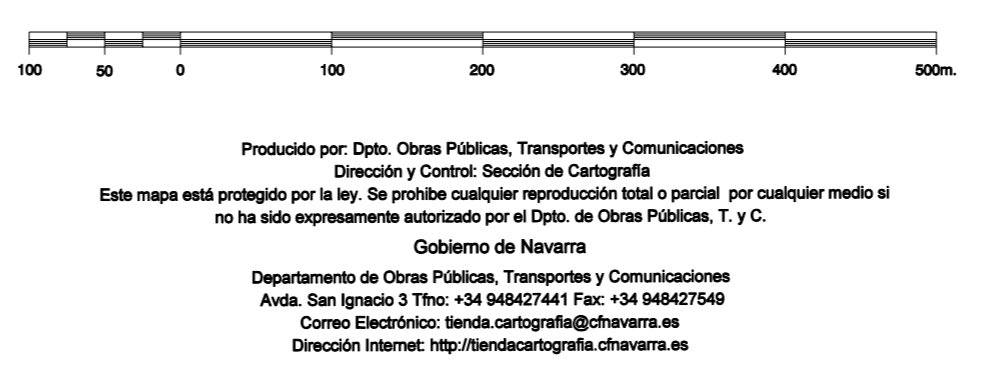 100 50 0 100 200 300 400 500m.
Producido por: Dpto. Obras Públicas, Transportes y Comunicaciones
Dirección y Control: Sección de Cartografía
Este mapa está protegido por la ley. Se prohibe cualquier reproducción total o parcial por cualquier medio si
no ha sido expresamente autorizado por el Dpto. de Obras Públicas, T. y C.
Gobierno de Navarra
Departamento de Obras Públicas, Transportes y Comunicaciones
Avda. San Ignacio 3 Tfno: +34 948427441 Fax: +34 948427549
Correo Electrónico: tienda.cartografia@cfnavarra.es
Dirección Internet: http://tiendacartografia.cfnavarra.es